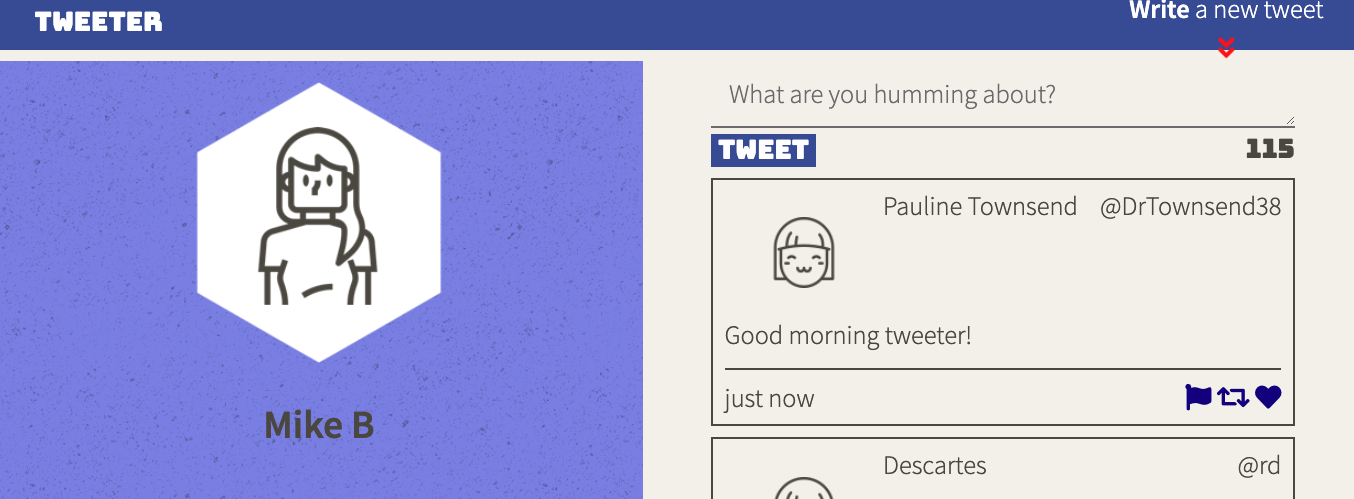 TWEETER
Write a new tweet
Mike B
What are you humming about?
TWEET 115
Pauline Townsend @DrTownsend38
Good morning tweeter!
just now
Descartes @rd